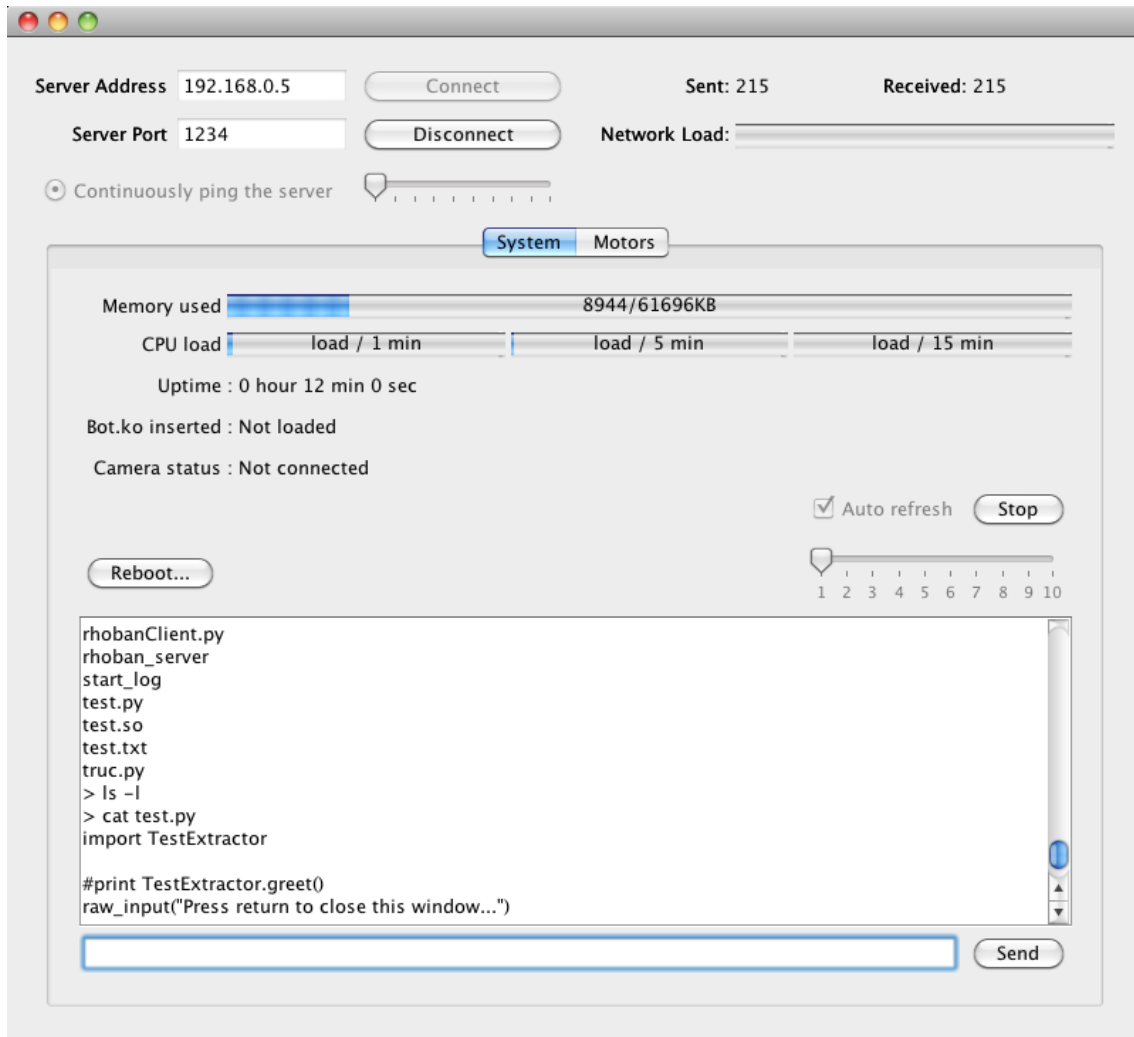 Server Address 192.168.0.5 Connect Sent: 215 Received: 215
Server Port 1234 Disconnect Network Load:
Continuously ping the server
System Motors
Memory used 8944/61696KB
CPU load load / 1 min load / 5 min load / 15 min
Uptime : 0 hour 12 min 0 sec
Bot.ko inserted : Not loaded
Camera status : Not connected
Auto refresh Stop
Reboot...
1 2 3 4 5 6 7 8 9 10
rhobanClient.py
rhoban_server
start_log
test.py
test.so
test.txt
truc.py
> ls -l
> cat test.py
import TestExtractor
#print TestExtractor.greet()
raw_input("Press return to close this window...")
Send